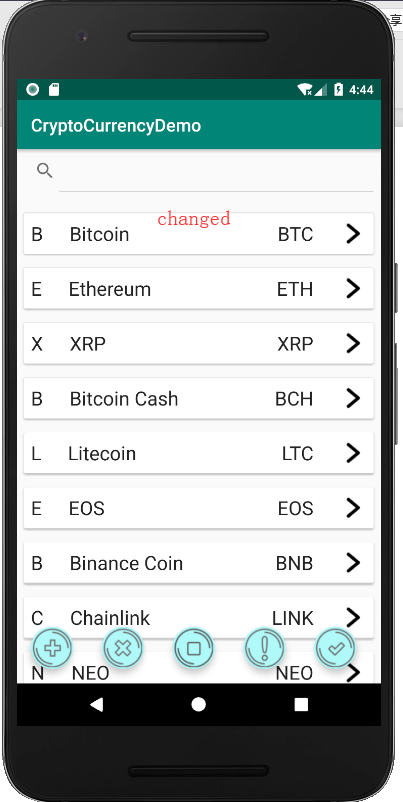 享
4:44
CryptoCurrencyDemo
changed
B Bitcoin BTC
E Ethereum ETH
X XRP XRP
B Bitcoin Cash BCH
L Litecoin LTC
E EOS EOS
B Binance Coin BNB
C Chainlink LINK
N NEO NEO